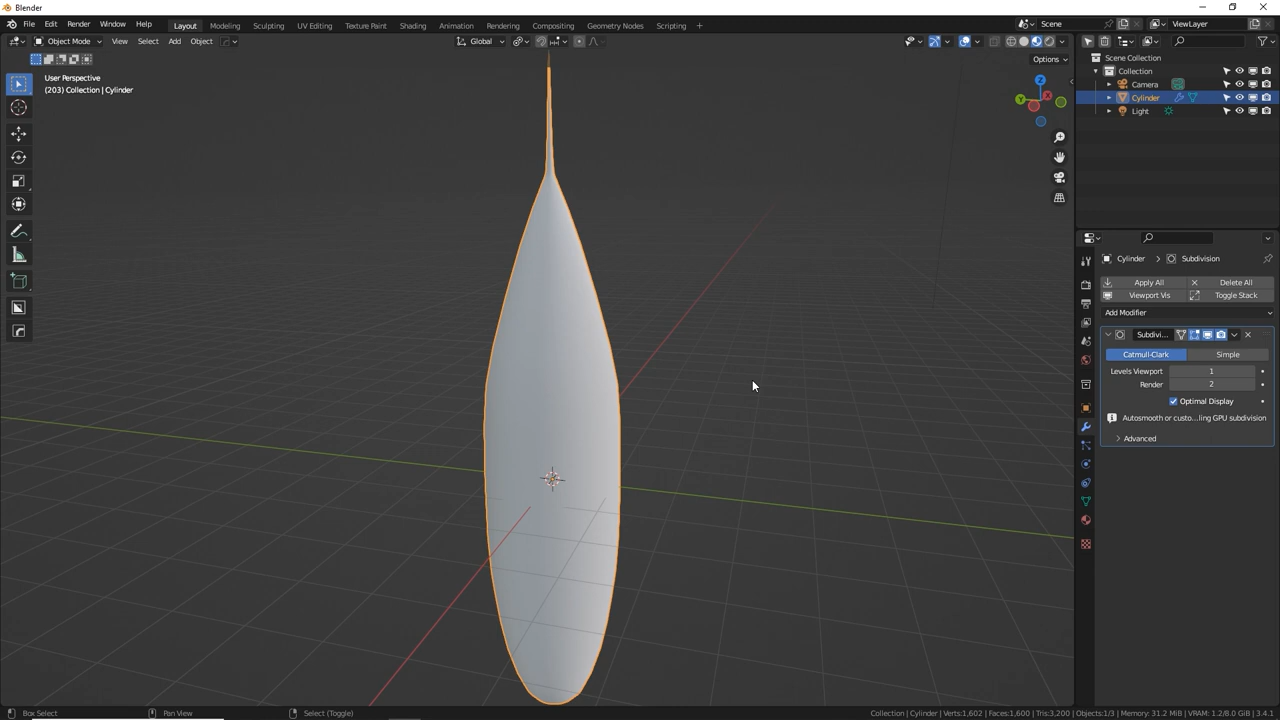 Blender
File Edit Render Window Help Layout Modeling Sculpting UV Editing Texture Paint Shading Animation Rendering Compositing Geometry Nodes Scripting + Scene ViewLayer
Object Mode View Select Add Object Global
Options
User Perspective
(203) Collection | Cylinder
Z
Y
X
Scene Collection
Collection
Camera
Cylinder
Light
Cylinder > Subdivision
Apply All Delete All
Viewport Vis Toggle Stack
Add Modifier
Subdivi...
Catmull-Clark Simple
Levels Viewport 1
Render 2
Optimal Display
Autosmooth or custo...ling GPU subdivision
Advanced
Box Select Pan View Select (Toggle) Collection | Cylinder | Verts:1,602 | Faces:1,600 | Tris:3,200 | Objects:1/3 | Memory: 31.2 MiB | VRAM: 1.2/8.0 GiB | 3.4.1